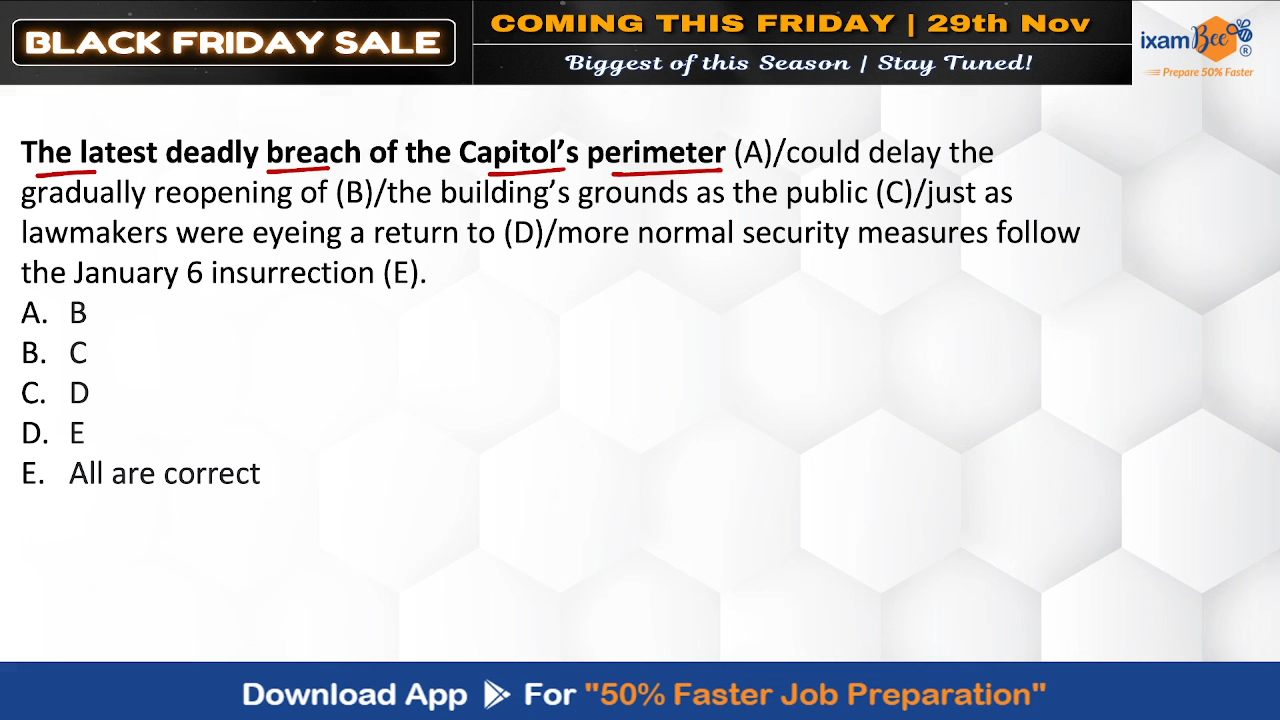 BLACK FRIDAY SALE
COMING THIS FRIDAY | 29th Nov
Biggest of this Season | Stay Tuned!
ixamBee®
Prepare 50% Faster
The latest deadly breach of the Capitol’s perimeter (A)/could delay the
gradually reopening of (B)/the building’s grounds as the public (C)/just as
lawmakers were eyeing a return to (D)/more normal security measures follow
the January 6 insurrection (E).
A. B
B. C
C. D
D. E
E. All are correct
Download App For "50% Faster Job Preparation"